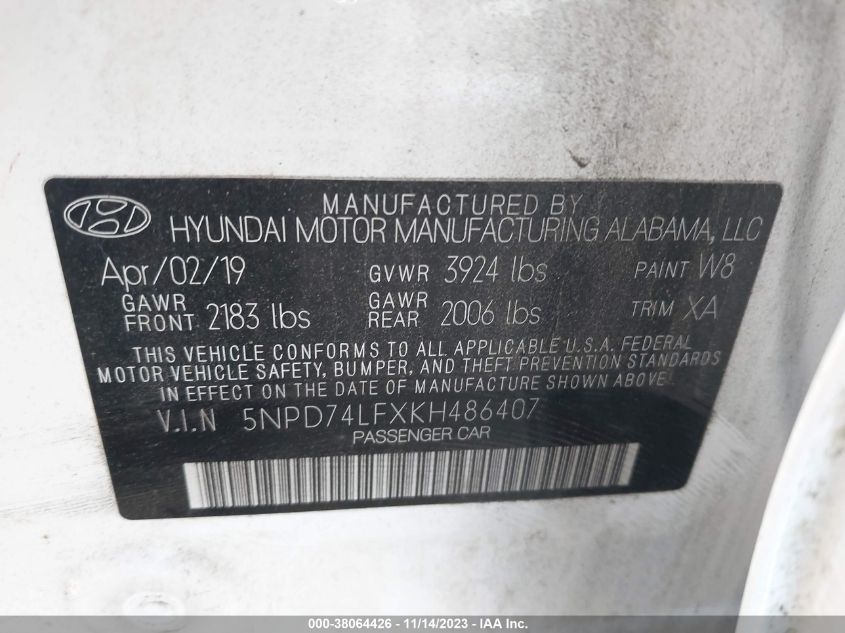 MANUFACTURED BY
HYUNDAI MOTOR MANUFACTURING ALABAMA, LLC
Apr/02/19 GVWR 3924 lbs PAINT W8
GAWR FRONT 2183 lbs GAWR REAR 2006 lbs TRIM XA
THIS VEHICLE CONFORMS TO ALL APPLICABLE U.S.A. FEDERAL
MOTOR VEHICLE SAFETY, BUMPER, AND THEFT PREVENTION STANDARDS
IN EFFECT ON THE DATE OF MANUFACTURE SHOWN ABOVE.
V.I.N 5NPD74LFXKH486407
PASSENGER CAR
000-38064426 - 11/14/2023 - IAA Inc.